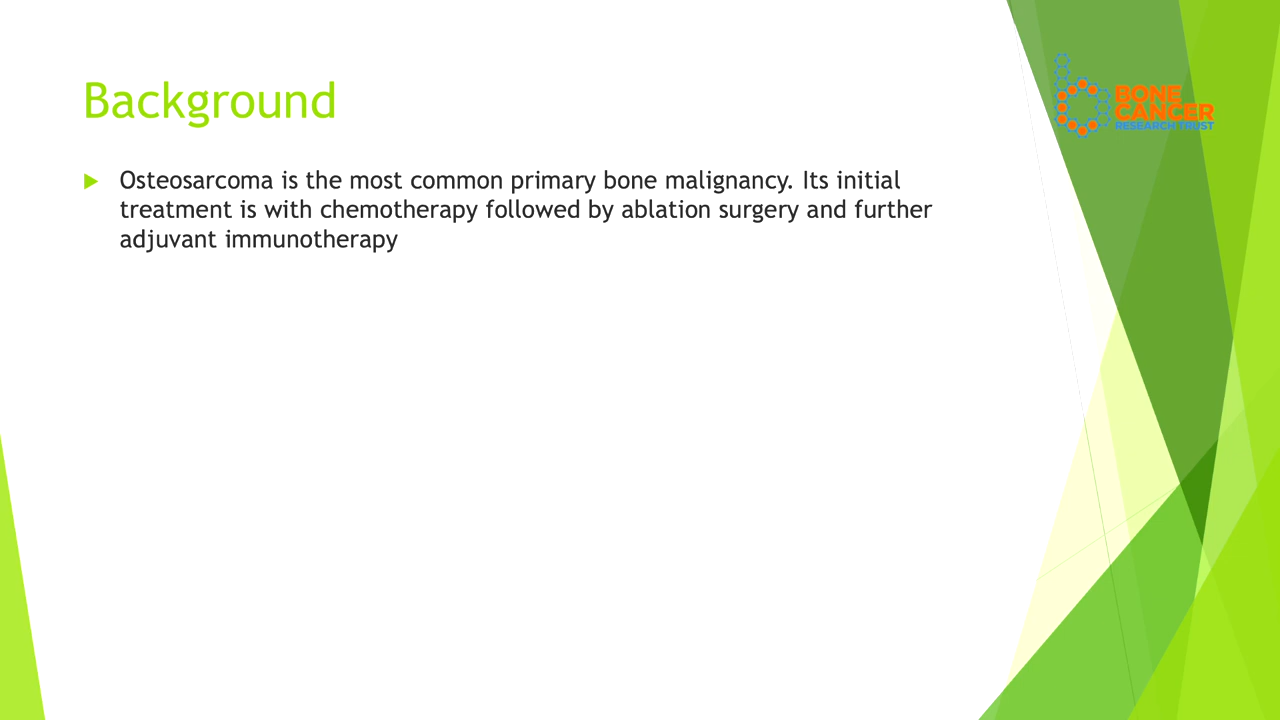 Background
BONE
CANCER
RESEARCH TRUST
Osteosarcoma is the most common primary bone malignancy. Its initial
treatment is with chemotherapy followed by ablation surgery and further
adjuvant immunotherapy